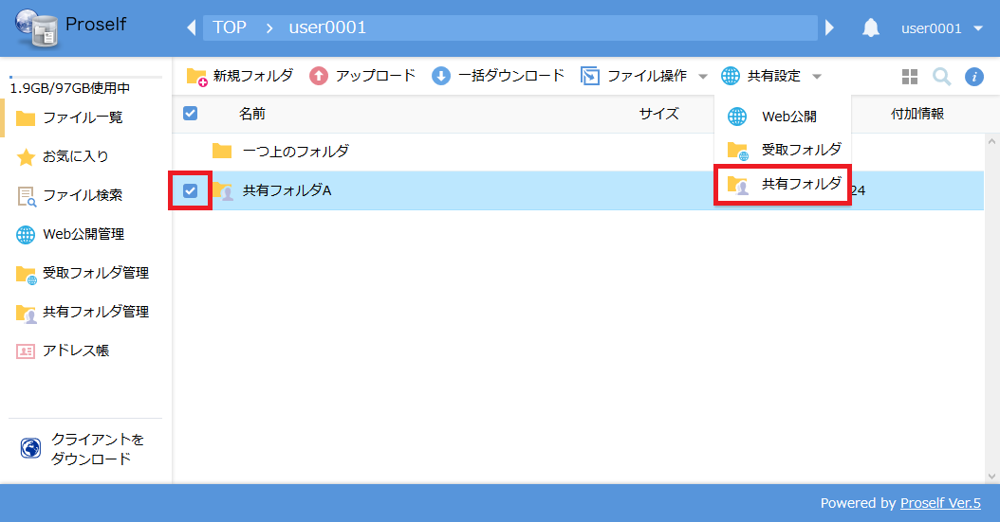 Proself
TOP > user0001
user0001
1.9GB/97GB使用中
ファイル一覧
お気に入り
ファイル検索
Web公開管理
受取フォルダ管理
共有フォルダ管理
アドレス帳
クライアントを
ダウンロード
新規フォルダ アップロード 一括ダウンロード ファイル操作 共有設定
名前 サイズ 付加情報
Web公開
受取フォルダ
共有フォルダ
一つ上のフォルダ
共有フォルダA 24
Powered by Proself Ver.5